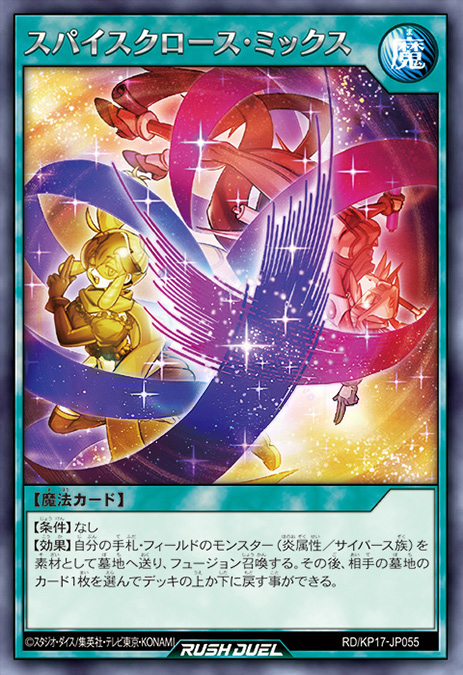 スパイスクロース・ミックス
魔
【魔法カード】
【条件】なし
【効果】自分の手札・フィールドのモンスター（炎属性／サイバース族）を
素材として墓地へ送り、フュージョン召喚する。その後、相手の墓地の
カード1枚を選んでデッキの上か下に戻す事ができる。
©スタジオ・ダイス/集英社・テレビ東京・KONAMI
RUSH DUEL
RD/KP17-JP055